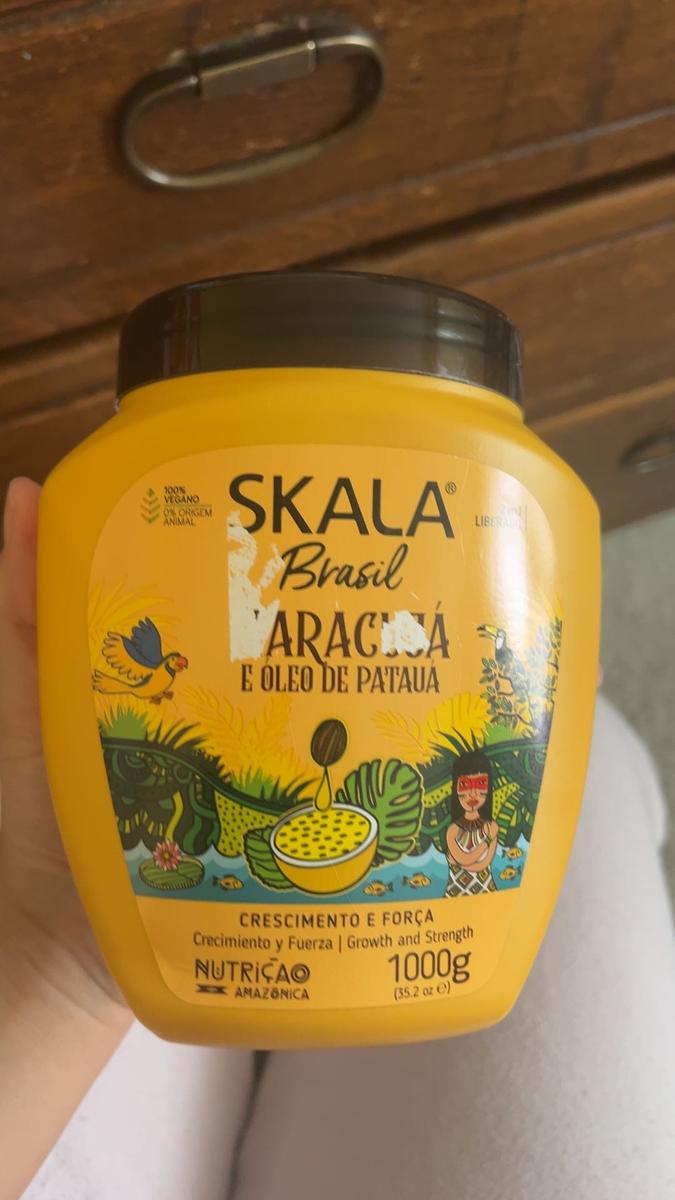 100%
VEGANO
0% ORIGEM
ANIMAL
SKALA®
Brasil
E ÓLEO DE PATAUÁ
CRESCIMENTO E FORÇA
Crecimiento y Fuerza | Growth and Strength
NUTRIÇÃO
AMAZÔNICA
1000g
(35.2 oz ℮)